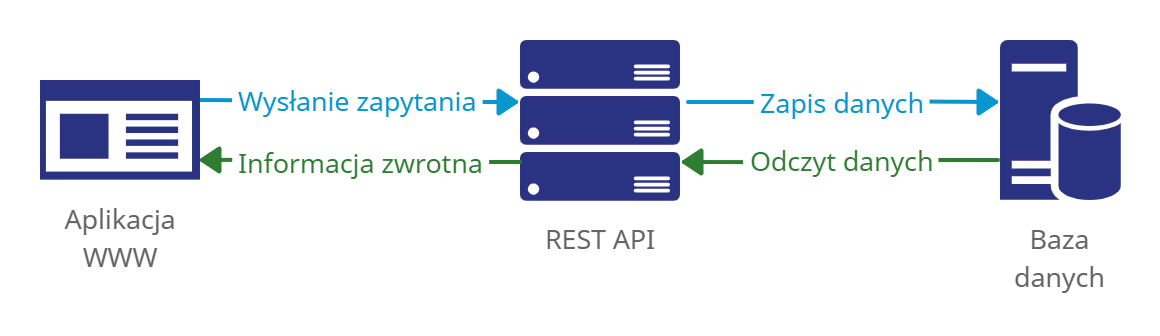 Wysłanie zapytania
Zapis danych
Informacja zwrotna
Odczyt danych
Aplikacja
WWW
REST API
Baza
danych